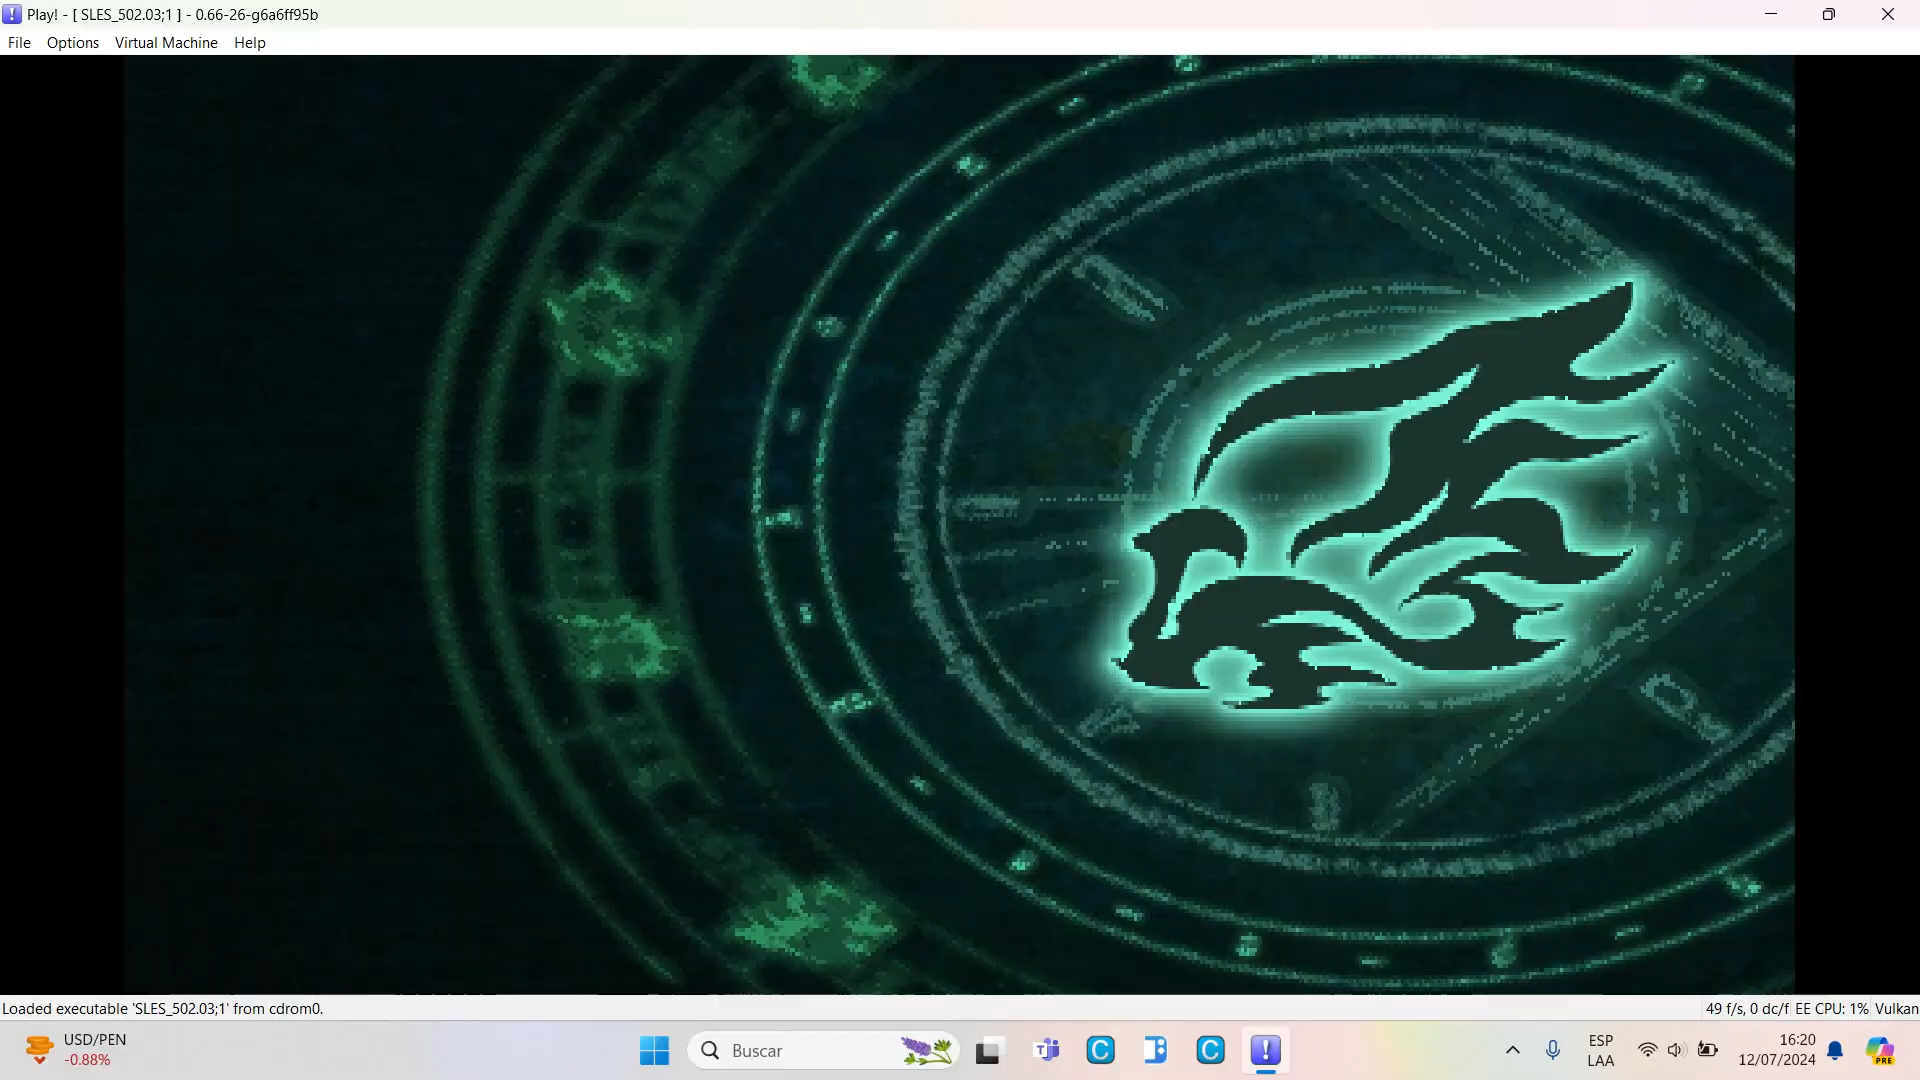 Play! - [ SLES_502.03;1 ] - 0.66-26-g6a6ff95b
File Options Virtual Machine Help
Loaded executable 'SLES_502.03;1' from cdrom0.
49 f/s, 0 dc/f EE CPU: 1% Vulkan
USD/PEN
-0.88%
Buscar
ESP
LAA
16:20
12/07/2024
PRE